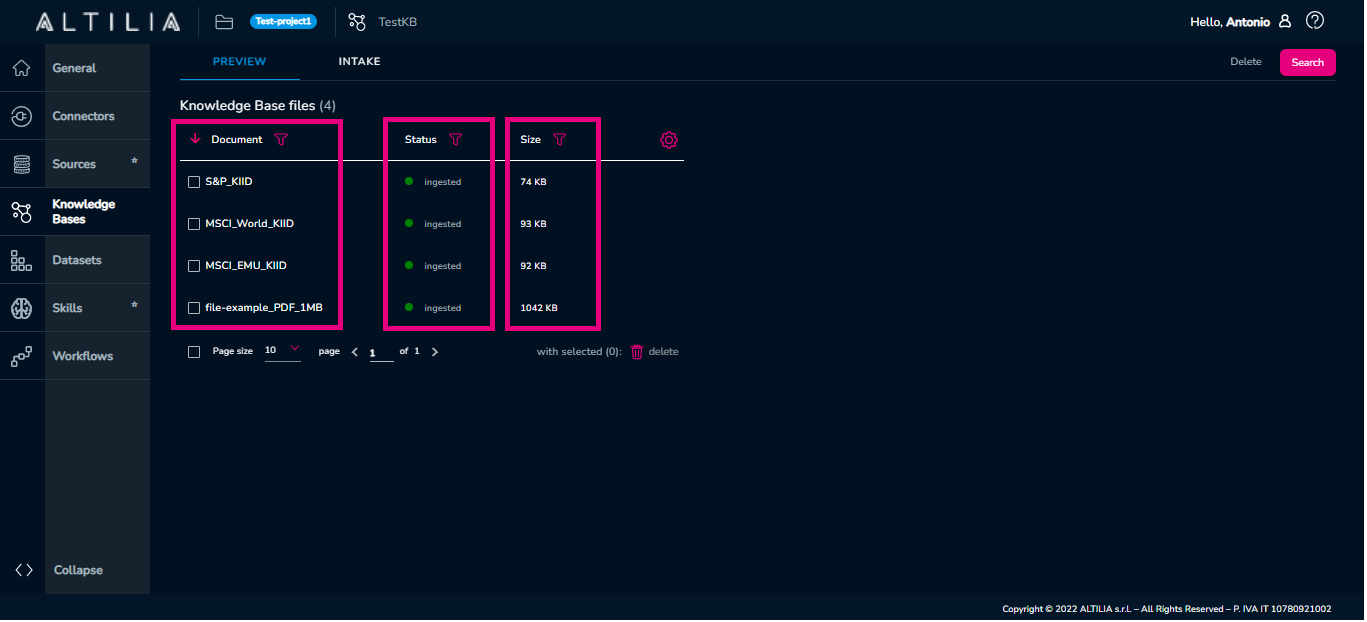 ALTILIA Test-project1 TestKB Hello, Antonio
General
Connectors
Sources
Knowledge
Bases
Datasets
Skills
Workflows
Collapse
PREVIEW INTAKE Delete Search
Knowledge Base files (4)
Document Status Size
S&P_KIID ingested 74 KB
MSCI_World_KIID ingested 93 KB
MSCI_EMU_KIID ingested 92 KB
file-example_PDF_1MB ingested 1042 KB
Page size 10 page 1 of 1 with selected (0): delete
Copyright © 2022 ALTILIA s.r.l. – All Rights Reserved – P. IVA IT 10780921002